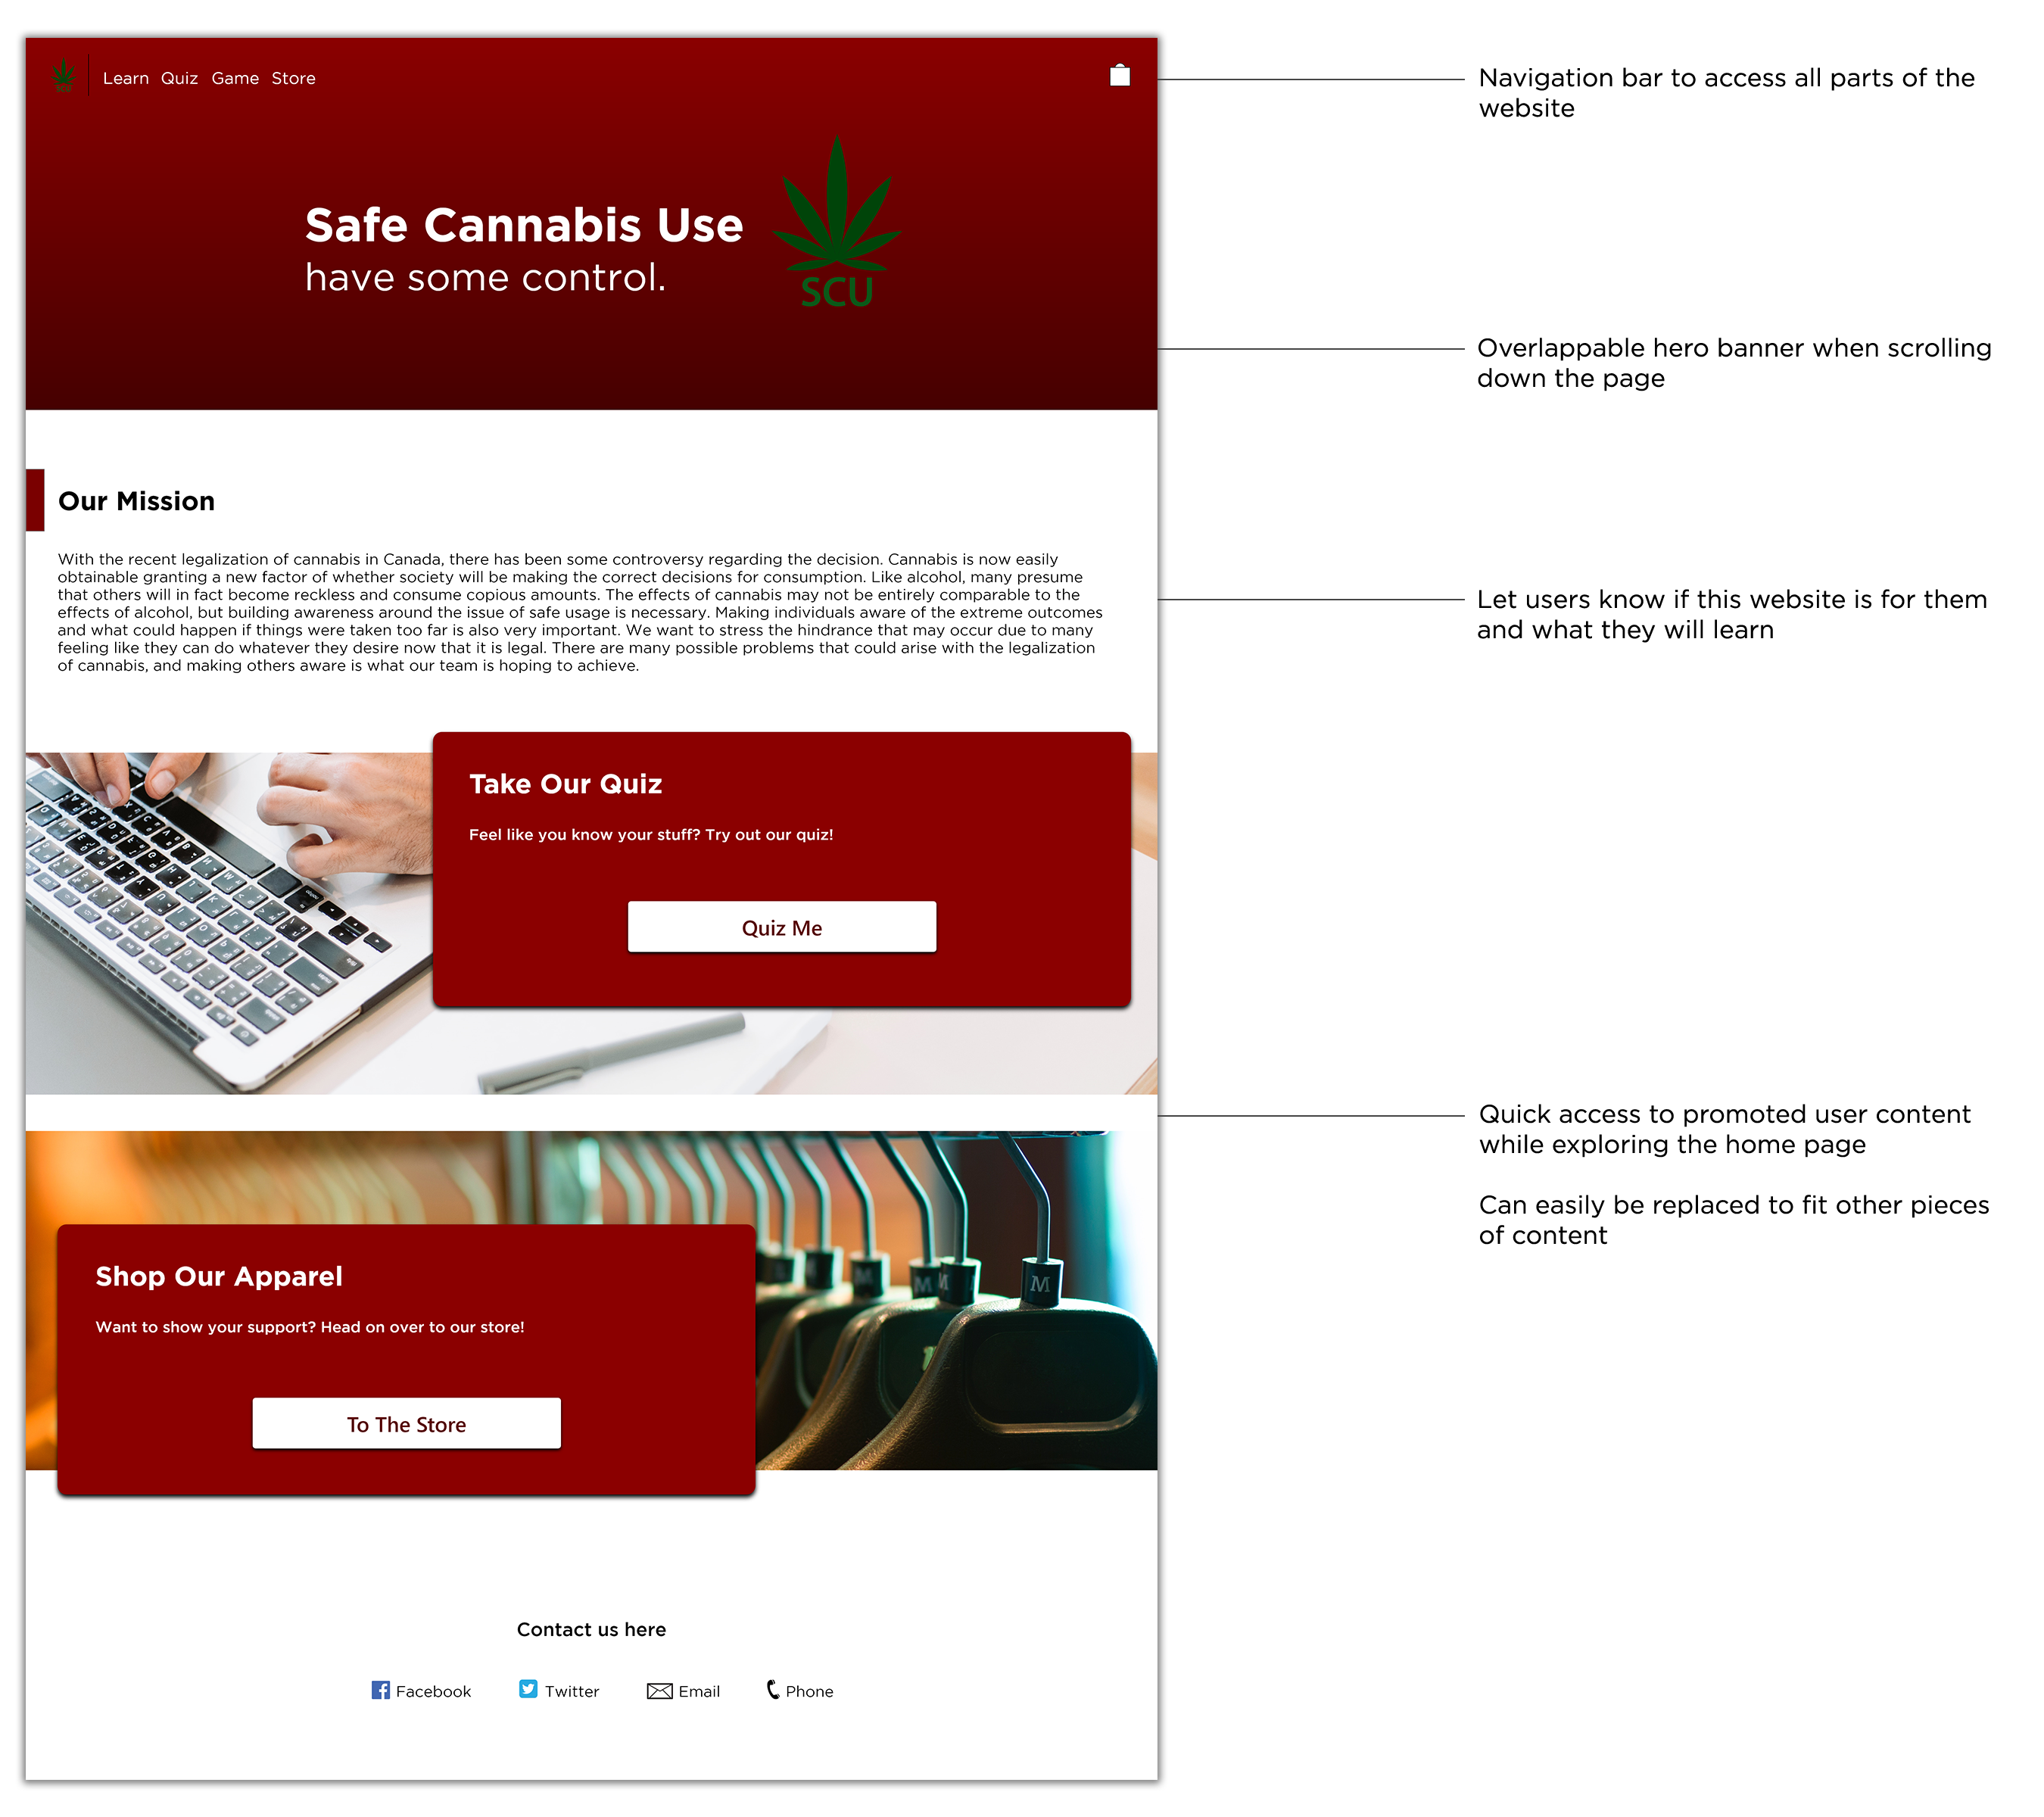 Learn Quiz Game Store
Navigation bar to access all parts of the
website
Safe Cannabis Use
have some control.
SCU
Overlappable hero banner when scrolling
down the page
Our Mission
With the recent legalization of cannabis in Canada, there has been some controversy regarding the decision. Cannabis is now easily
obtainable granting a new factor of whether society will be making the correct decisions for consumption. Like alcohol, many presume
that others will in fact become reckless and consume copious amounts. The effects of cannabis may not be entirely comparable to the
effects of alcohol, but building awareness around the issue of safe usage is necessary. Making individuals aware of the extreme outcomes
and what could happen if things were taken too far is also very important. We want to stress the hindrance that may occur due to many
feeling like they can do whatever they desire now that it is legal. There are many possible problems that could arise with the legalization
of cannabis, and making others aware is what our team is hoping to achieve.
Let users know if this website is for them
and what they will learn
Take Our Quiz
Feel like you know your stuff? Try out our quiz!
Quiz Me
Quick access to promoted user content
while exploring the home page
Can easily be replaced to fit other pieces
of content
M M M M
Shop Our Apparel
Want to show your support? Head on over to our store!
To The Store
Contact us here
Facebook Twitter Email Phone